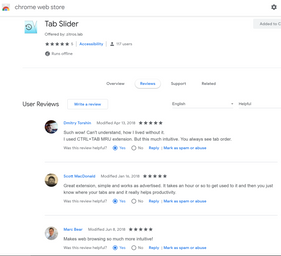 chrome web store
Tab Slider
Added to C
Offered by: chris.lab
5 Accessibility 117 users
Runs offline
Overview Reviews Support Related
User Reviews Write a review English Helpful
Dmitry Torshin Modified Apr 13, 2019
Such wow! Can't understand, how I lived without it.
I used CTRL+TAB MRU extension. But this much intuitive. You always see tab order.
Was this review helpful? Yes No Reply Mark as spam or abuse
Scott MacDonald Modified Jan 16, 2018
Great extension, simple and works as advertised. It takes an hour or so to get used to it and then you just
know where your tabs are and it really helps productivity.
Was this review helpful? Yes No Reply Mark as spam or abuse
Marc Bear Modified Jun 8, 2018
Makes web browsing so much more intuitive!
Was this review helpful? Yes No Reply Mark as spam or abuse